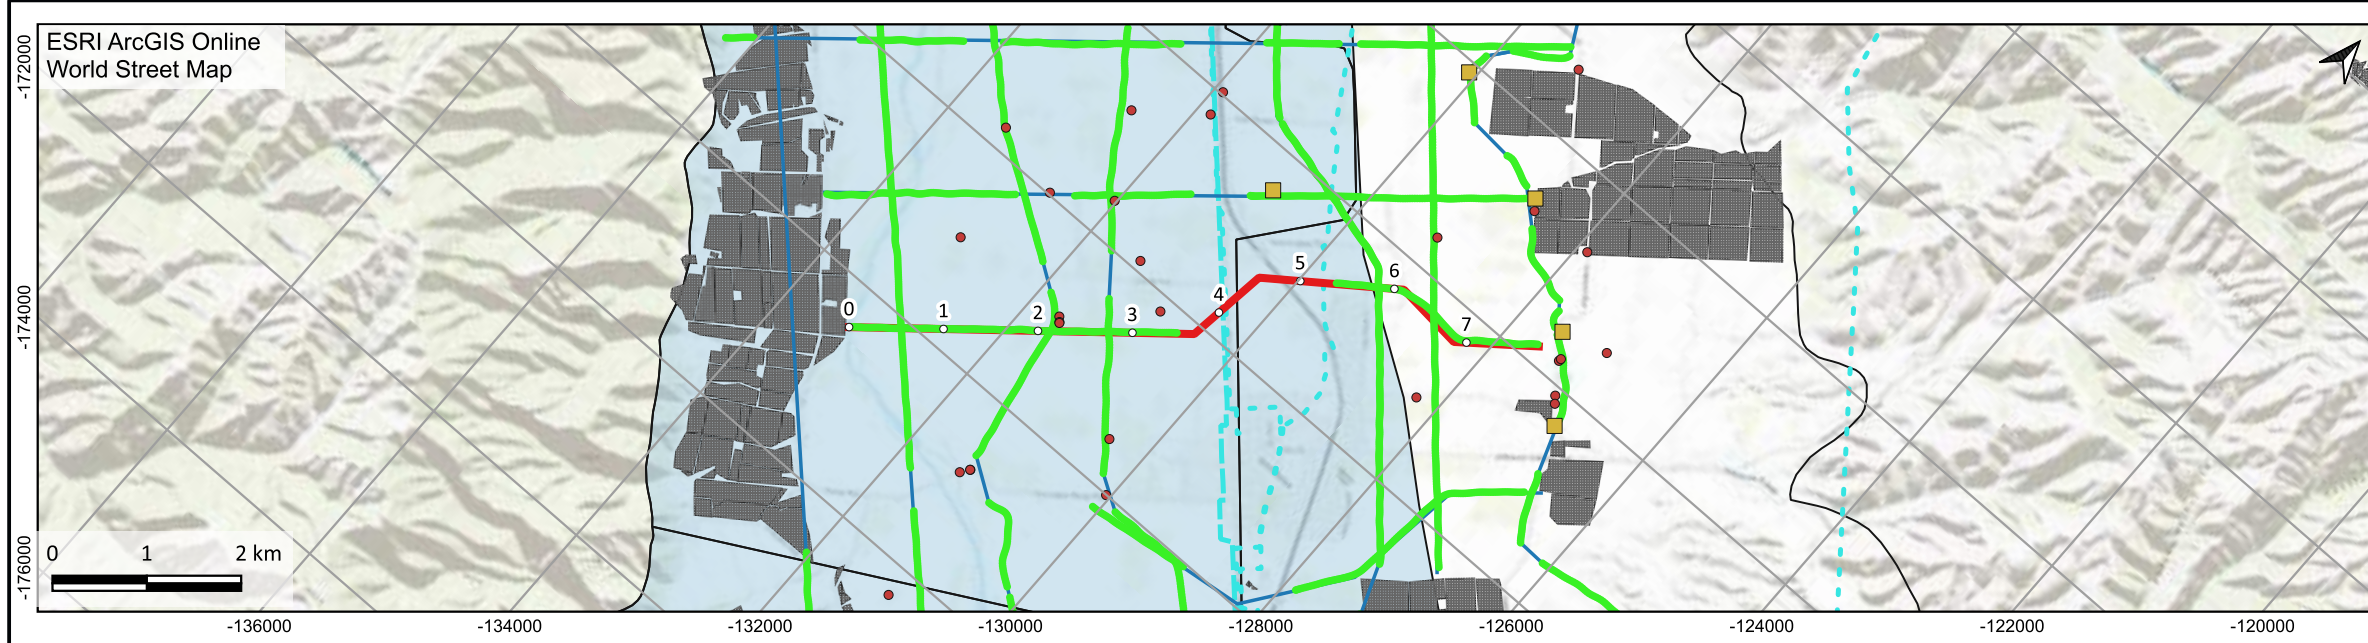 ESRI ArcGIS Online
World Street Map
-172000
-174000
-176000
0 1 2 3 4 5 6 7
0 1 2 km
-136000 -134000 -132000 -130000 -128000 -126000 -124000 -122000 -120000